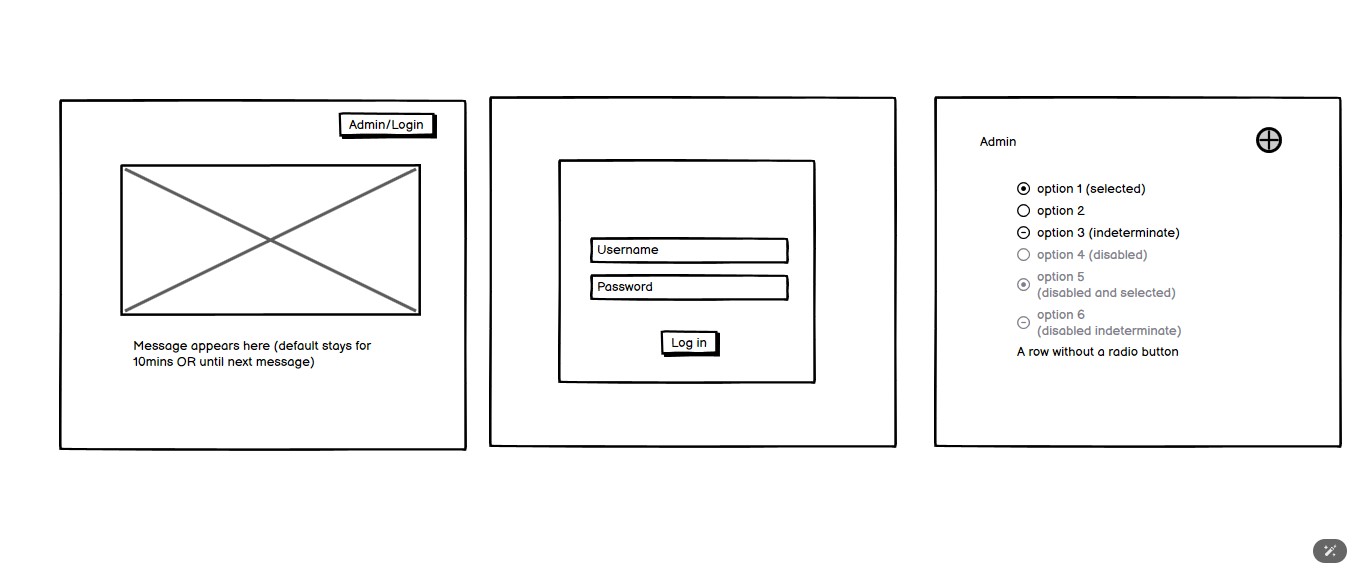 Admin/Login
Message appears here (default stays for
10mins OR until next message)
Username
Password
Log in
Admin
option 1 (selected)
option 2
option 3 (indeterminate)
option 4 (disabled)
option 5
(disabled and selected)
option 6
(disabled indeterminate)
A row without a radio button